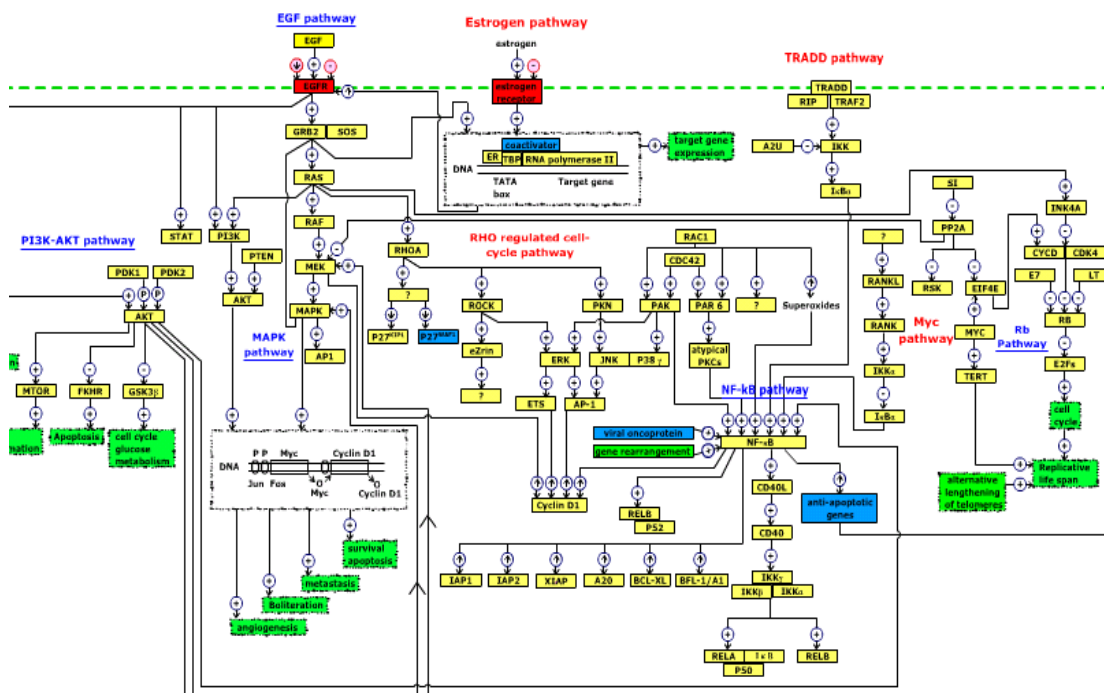 EGF pathway
Estrogen pathway
EGF
estrogen
TRADD pathway
+
-
EGFR
estrogen
receptor
TRADD
RIP
TRAF2
GRB2
SOS
coactivator
ER
TBP
RNA polymerase II
DNA
TATA
box
Target gene
target gene
expression
A2U
IKK
IκBα
RAS
SI
INK4A
STAT
PI3K
RAF
PP2A
PI3K-AKT pathway
PTEN
RHOA
RHO regulated cell-
cycle pathway
RAC1
?
CYCD
CDK4
PDK1
PDK2
MEK
CDC42
E7
LT
AKT
?
ROCK
PKN
PAK
PAR 6
?
Superoxides
RANKL
RSK
EIF4E
AKT
MAPK
P27
P27
MAPK
pathway
AP1
eZrin
ERK
JNK
P38 γ
atypical
PKCs
RANK
Myc
pathway
MYC
Rb
Pathway
RB
MTOR
FKHR
GSK3β
?
ETS
AP-1
NF-kB pathway
IKKα
TERT
E2Fs
mation
Apoptosis
cell cycle
glucose
metabolism
IκBα
cell
cycle
viral oncoprotein
gene rearrangement
NF-κB
DNA
P P
Myc
Cyclin D1
Jun
Fox
Myc
Cyclin D1
Cyclin D1
RELB
P52
CD40L
anti-apoptotic
genes
alternative
lengthening
of telomeres
Replicative
life span
CD40
survival
apoptosis
metastasis
Boliteration
angiogenesis
IAP1
IAP2
XIAP
A20
BCL-XL
BFL-1/A1
IKKγ
IKKβ
IKKα
RELA
IκB
P50
RELB